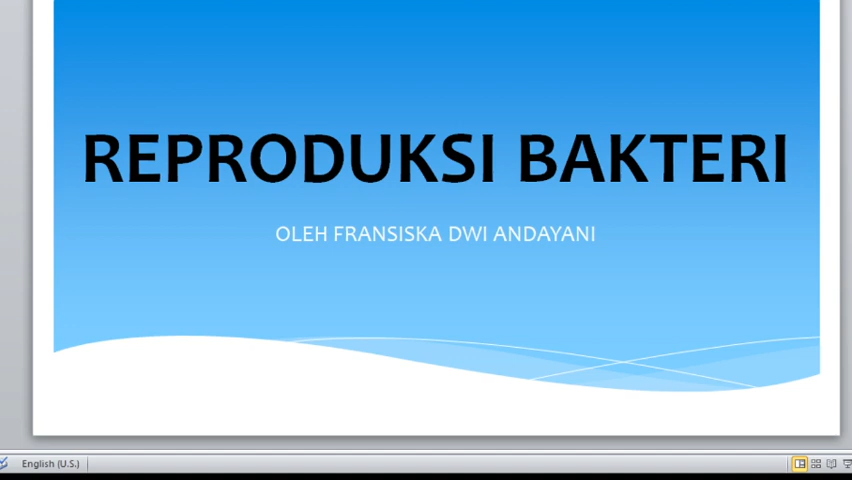 REPRODUKSI BAKTERI
OLEH FRANSISKA DWI ANDAYANI
English (U.S.)